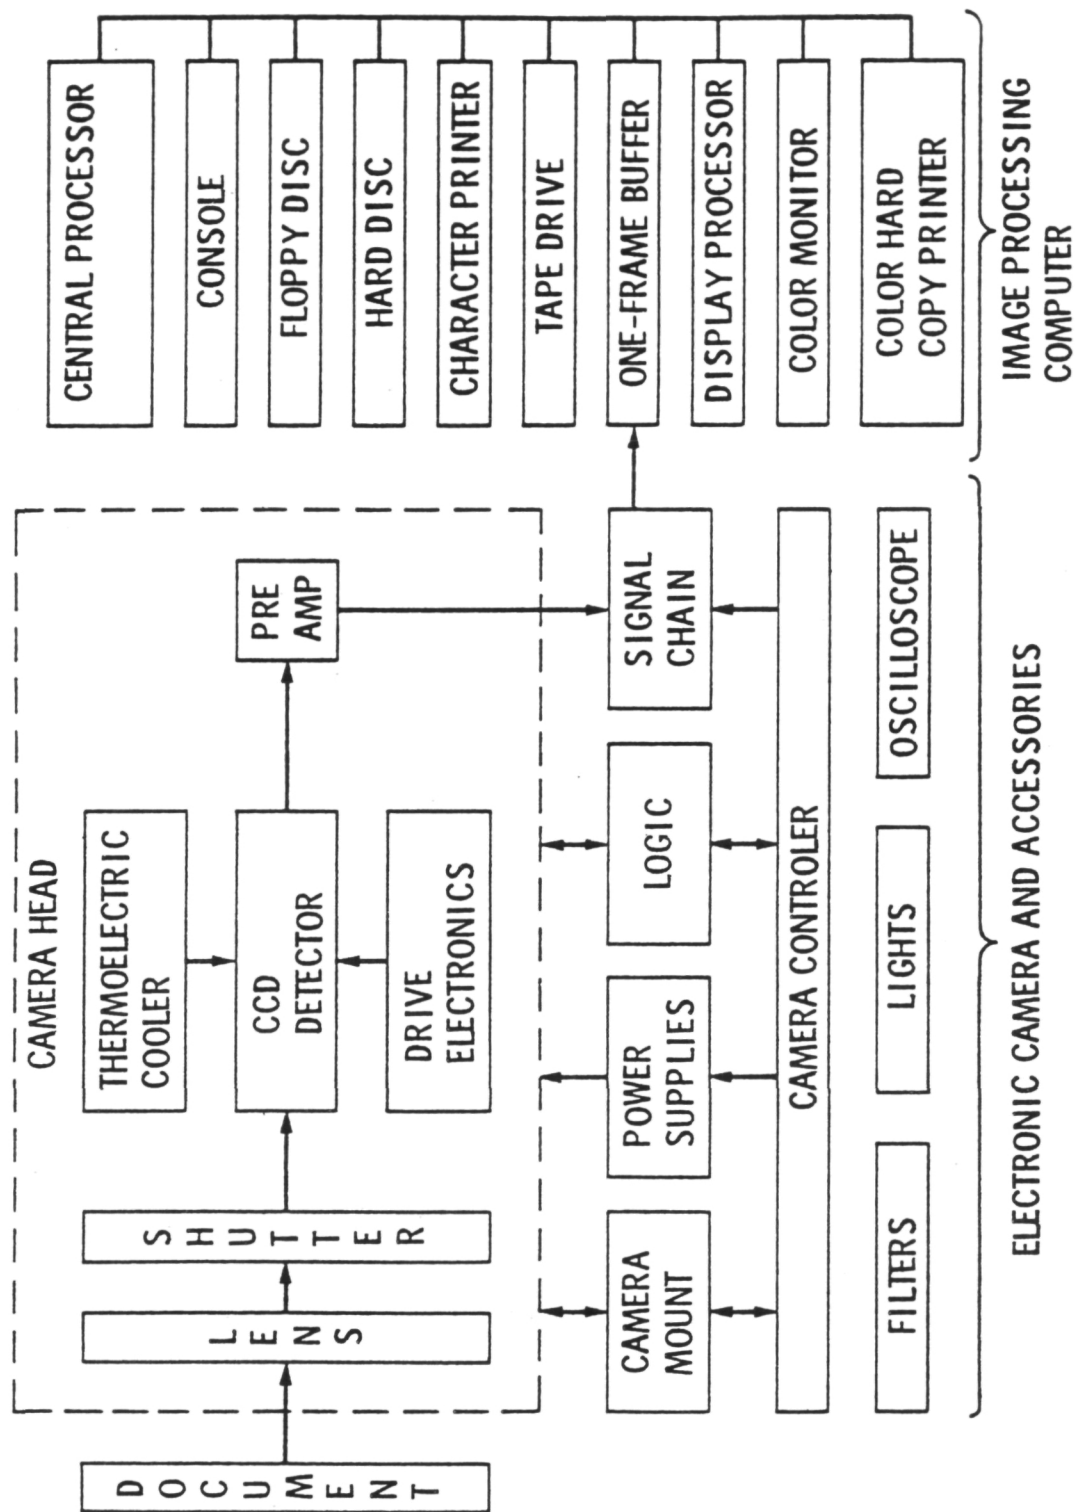 CAMERA HEAD
DOCUMENT
LENS
SHUTTER
THERMOELECTRIC
COOLER
CCD
DETECTOR
DRIVE
ELECTRONICS
PRE
AMP
CAMERA
MOUNT
POWER
SUPPLIES
LOGIC
SIGNAL
CHAIN
CAMERA CONTROLER
FILTERS
LIGHTS
OSCILLOSCOPE
ELECTRONIC CAMERA AND ACCESSORIES
CENTRAL PROCESSOR
CONSOLE
FLOPPY DISC
HARD DISC
CHARACTER PRINTER
TAPE DRIVE
ONE-FRAME BUFFER
DISPLAY PROCESSOR
COLOR MONITOR
COLOR HARD
COPY PRINTER
IMAGE PROCESSING
COMPUTER